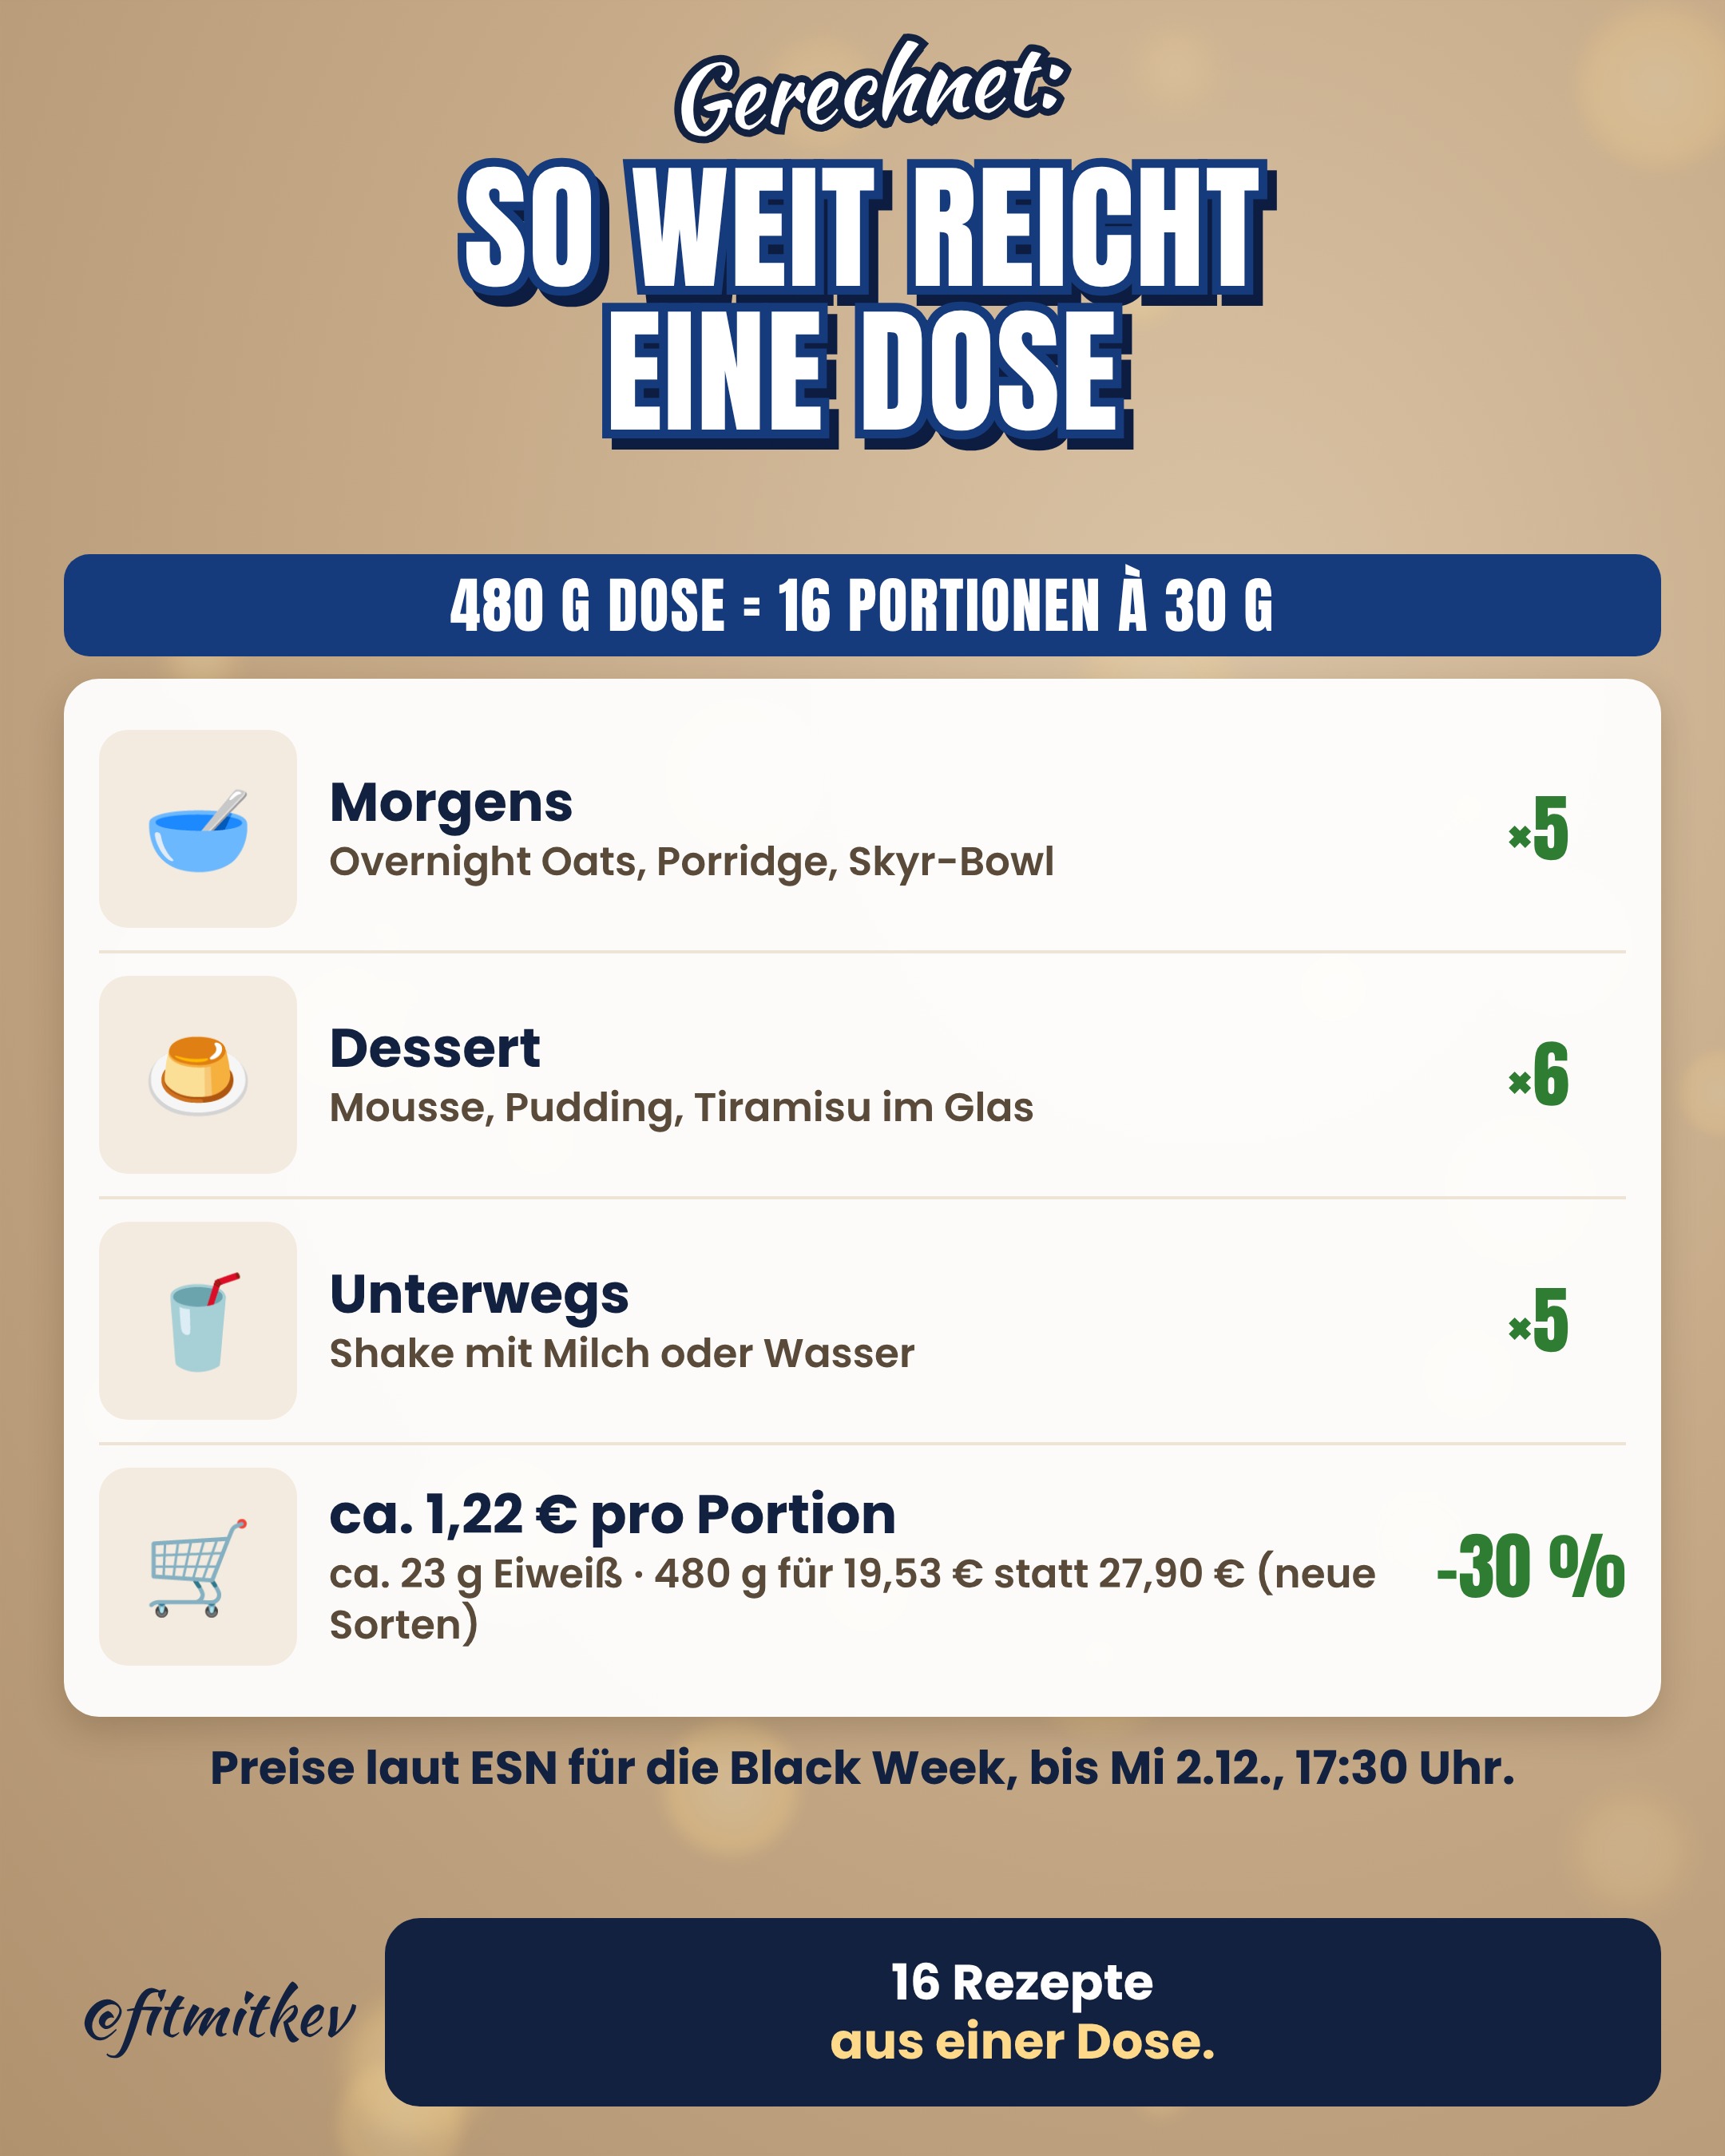 Gerechnet:
SO WEIT REICHT
EINE DOSE
480 G DOSE = 16 PORTIONEN À 30 G
Morgens
Overnight Oats, Porridge, Skyr-Bowl
×5
Dessert
Mousse, Pudding, Tiramisu im Glas
×6
Unterwegs
Shake mit Milch oder Wasser
×5
ca. 1,22 € pro Portion
ca. 23 g Eiweiß · 480 g für 19,53 € statt 27,90 € (neue
Sorten)
-30 %
Preise laut ESN für die Black Week, bis Mi 2.12., 17:30 Uhr.
@fitmitkev
16 Rezepte
aus einer Dose.